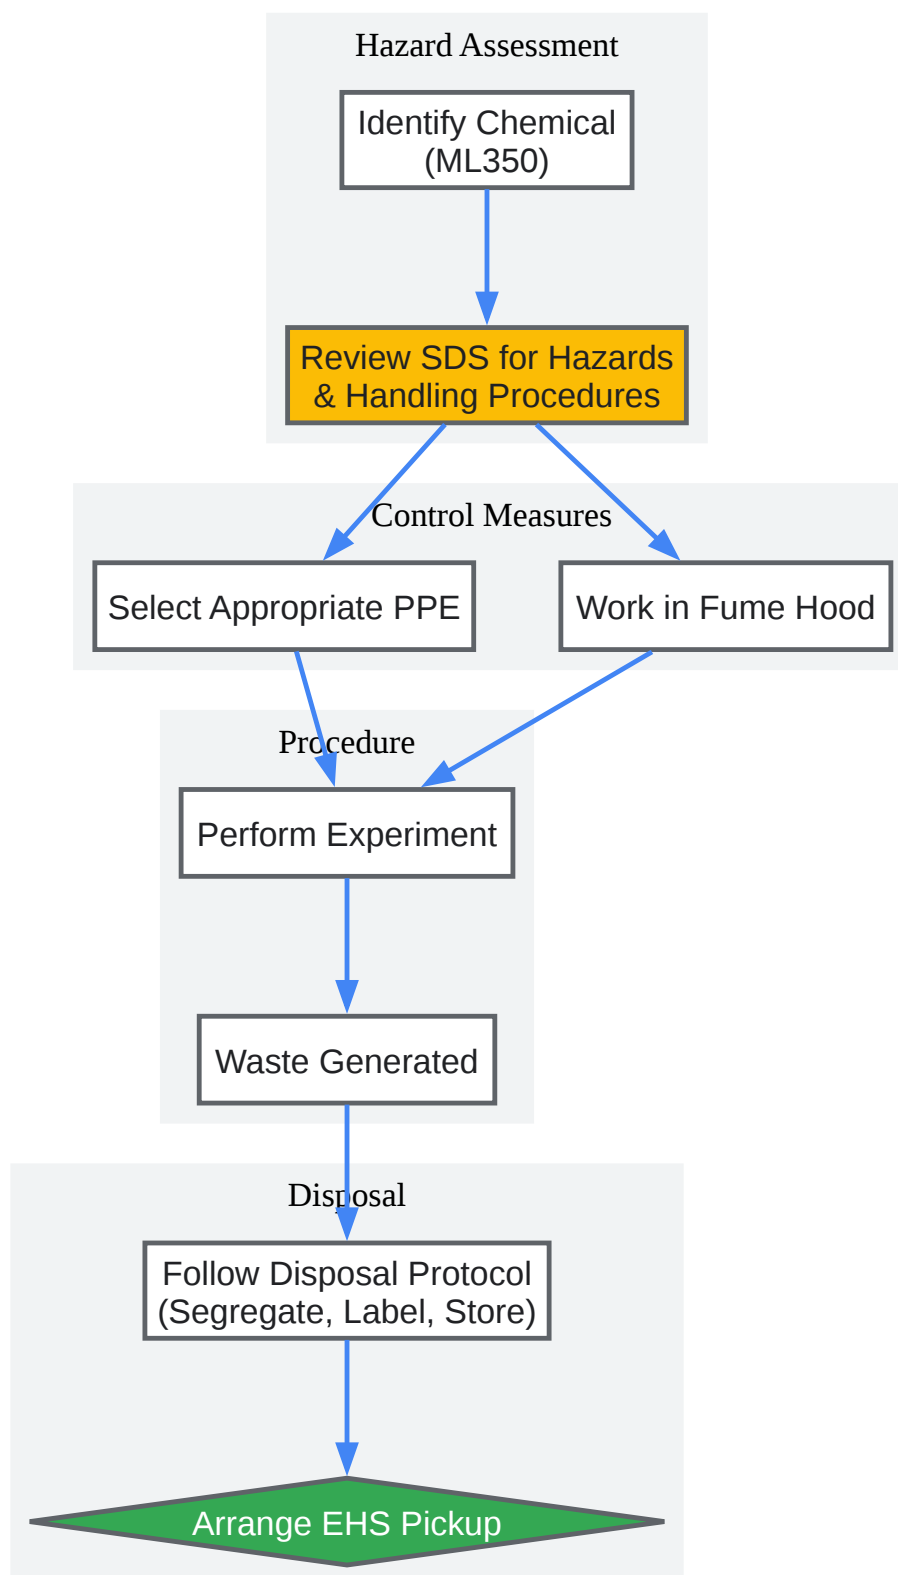 Hazard Assessment
Identify Chemical
(ML350)
Review SDS for Hazards
& Handling Procedures
Control Measures
Select Appropriate PPE
Work in Fume Hood
Procedure
Perform Experiment
Waste Generated
Disposal
Follow Disposal Protocol
(Segregate, Label, Store)
Arrange EHS Pickup